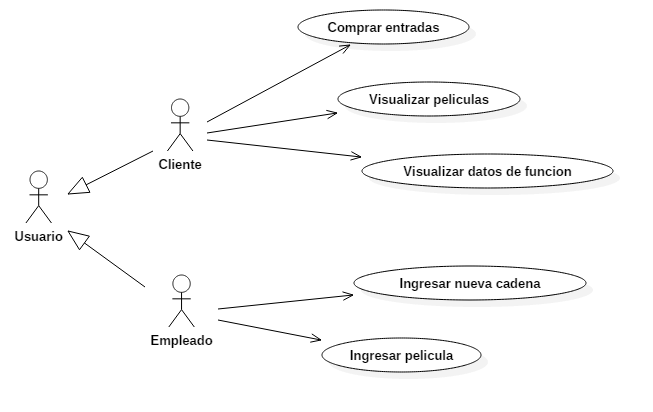 Comprar entradas
Visualizar peliculas
Cliente
Visualizar datos de funcion
Usuario
Ingresar nueva cadena
Empleado
Ingresar pelicula